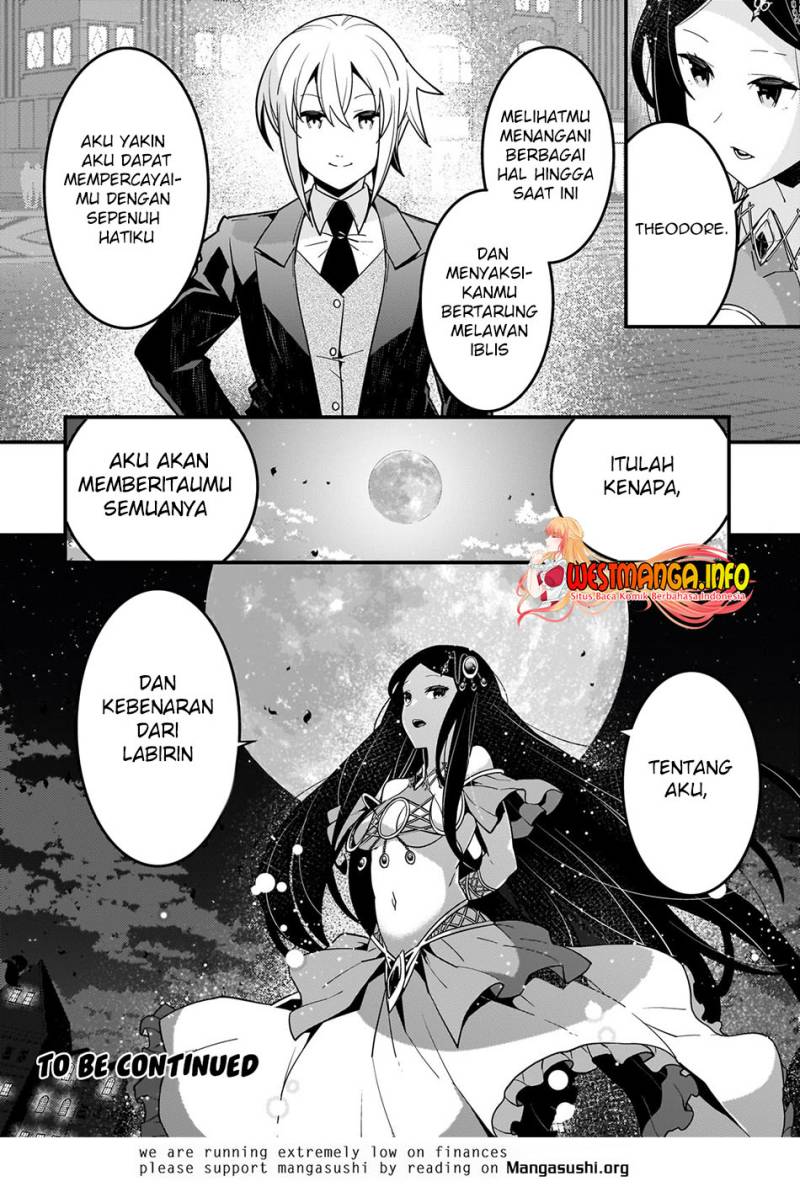 THEODORE.
MELIHATMU
MENANGANI
BERBAGAI
HAL HINGGA
SAAT INI
DAN
MENYAKSI-
KANMU
BERTARUNG
MELAWAN
IBLIS
AKU YAKIN
AKU DAPAT
MEMPERCAYAI-
MU DENGAN
SEPENUH
HATIKU
ITULAH
KENAPA,
AKU AKAN
MEMBERITAUMU
SEMUANYA
WESTMANGA.INFO
Situs Baca Komik Berbahasa Indonesia
TENTANG
AKU,
DAN
KEBENARAN
DARI
LABIRIN
TO BE CONTINUED
we are running extremely low on finances
please support mangasushi by reading on Mangasushi.org